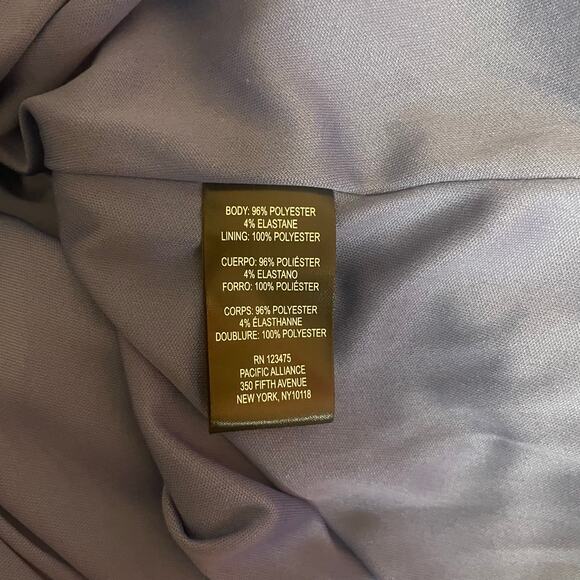 BODY: 96% POLYESTER
4% ELASTANE
LINING: 100% POLYESTER
CUERPO: 96% POLIÉSTER
4% ELASTANO
FORRO: 100% POLIÉSTER
CORPS: 96% POLYESTER
4% ÉLASTHANNE
DOUBLURE: 100% POLYESTER
RN 123475
PACIFIC ALLIANCE
350 FIFTH AVENUE
NEW YORK, NY10118